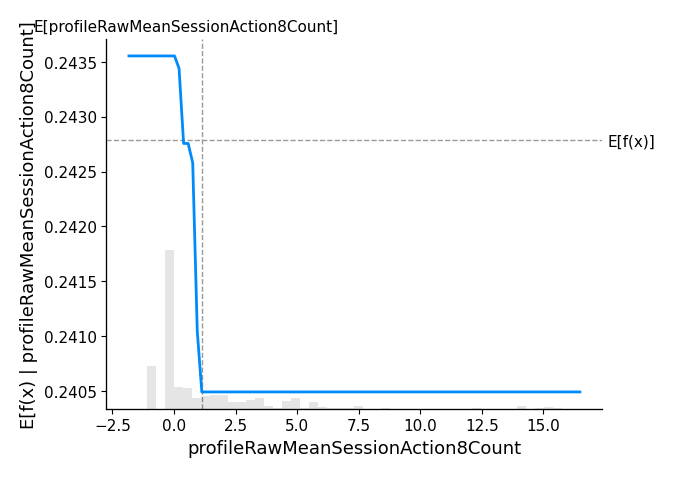 E[profileRawMeanSessionAction8Count]
E[f(x) | profileRawMeanSessionAction8Count]
0.2435
0.2430
0.2425
0.2420
0.2415
0.2410
0.2405
E[f(x)]
−2.5 0.0 2.5 5.0 7.5 10.0 12.5 15.0
profileRawMeanSessionAction8Count